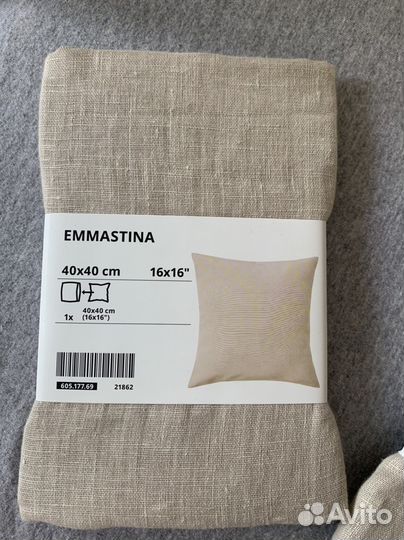 EMMASTINA
40x40 cm 16x16"
40x40 cm
1x (16x16")
605.177.69 21862
Avito